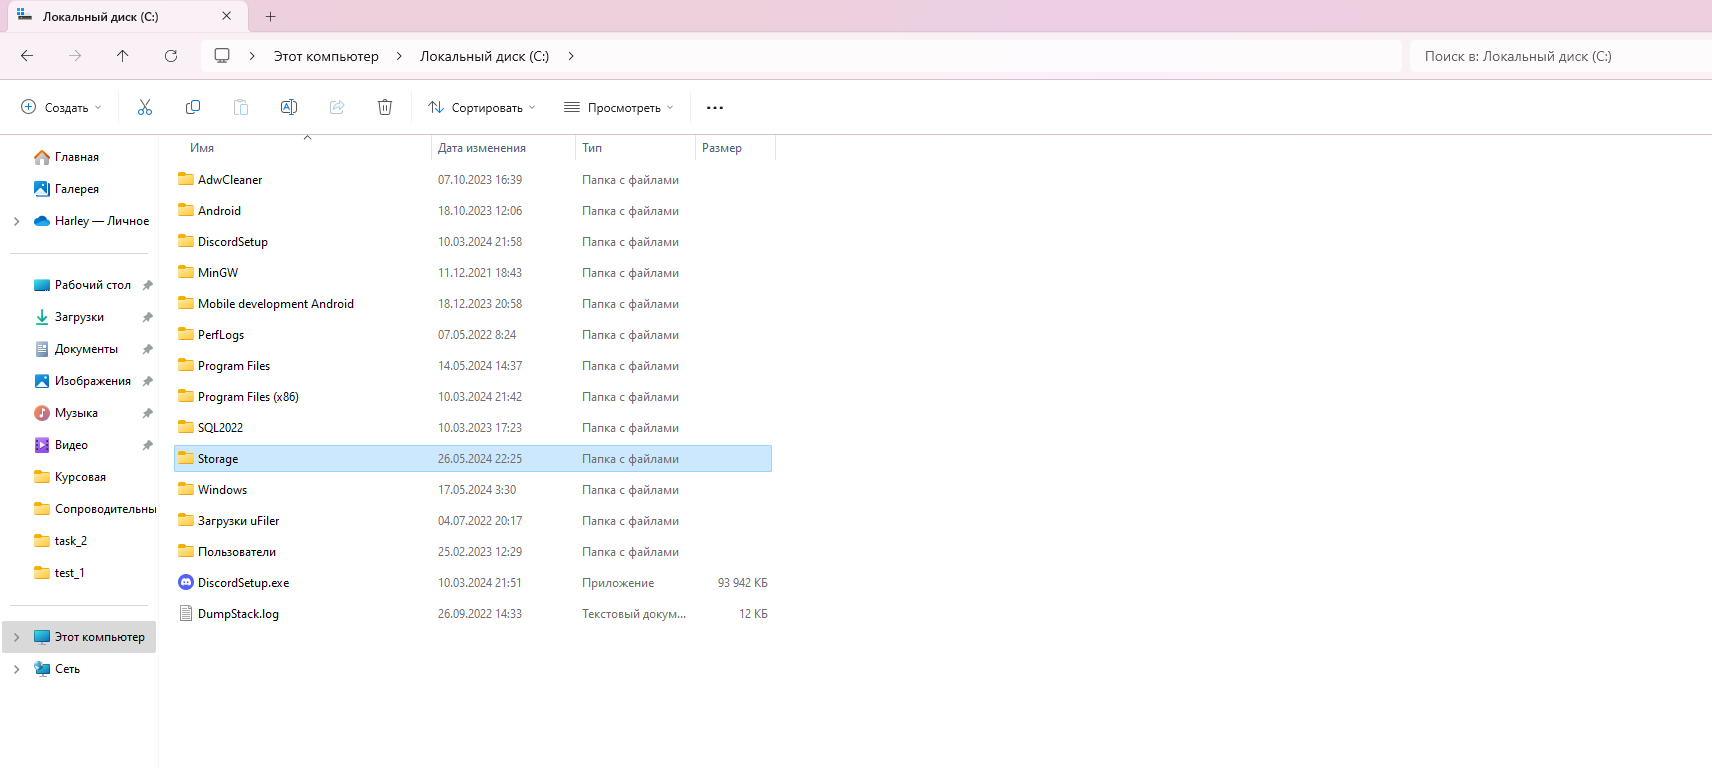 Локальный диск (C:)
Этот компьютер Локальный диск (C:) Поиск в: Локальный диск (C:)
Создать Сортировать Просмотреть
Имя Дата изменения Тип Размер
Главная
Галерея
Harley — Личное
Рабочий стол
Загрузки
Документы
Изображения
Музыка
Видео
Курсовая
Сопроводительны
task_2
test_1
Этот компьютер
Сеть
AdwCleaner 07.10.2023 16:39 Папка с файлами
Android 18.10.2023 12:06 Папка с файлами
DiscordSetup 10.03.2024 21:58 Папка с файлами
MinGW 11.12.2021 18:43 Папка с файлами
Mobile development Android 18.12.2023 20:58 Папка с файлами
PerfLogs 07.05.2022 8:24 Папка с файлами
Program Files 14.05.2024 14:37 Папка с файлами
Program Files (x86) 10.03.2024 21:42 Папка с файлами
SQL2022 10.03.2023 17:23 Папка с файлами
Storage 26.05.2024 22:25 Папка с файлами
Windows 17.05.2024 3:30 Папка с файлами
Загрузки uFiler 04.07.2022 20:17 Папка с файлами
Пользователи 25.02.2023 12:29 Папка с файлами
DiscordSetup.exe 10.03.2024 21:51 Приложение 93 942 КБ
DumpStack.log 26.09.2022 14:33 Текстовый докум... 12 КБ